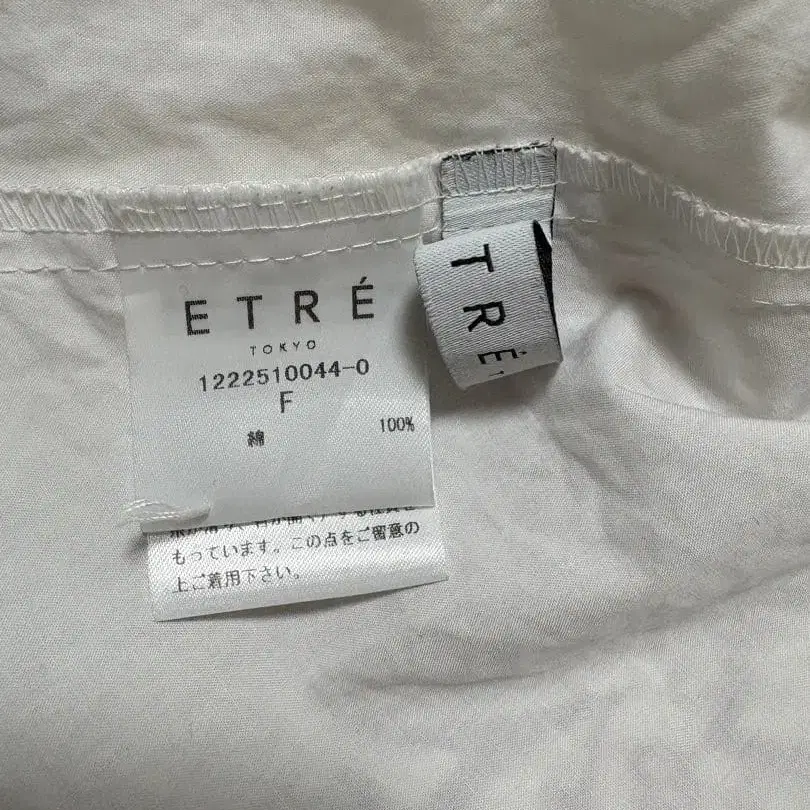 ETRÉ
TOKYO
1222510044-0
F
綿 100%
もっています。この点をご留意の
上ご着用下さい。
TRÉ